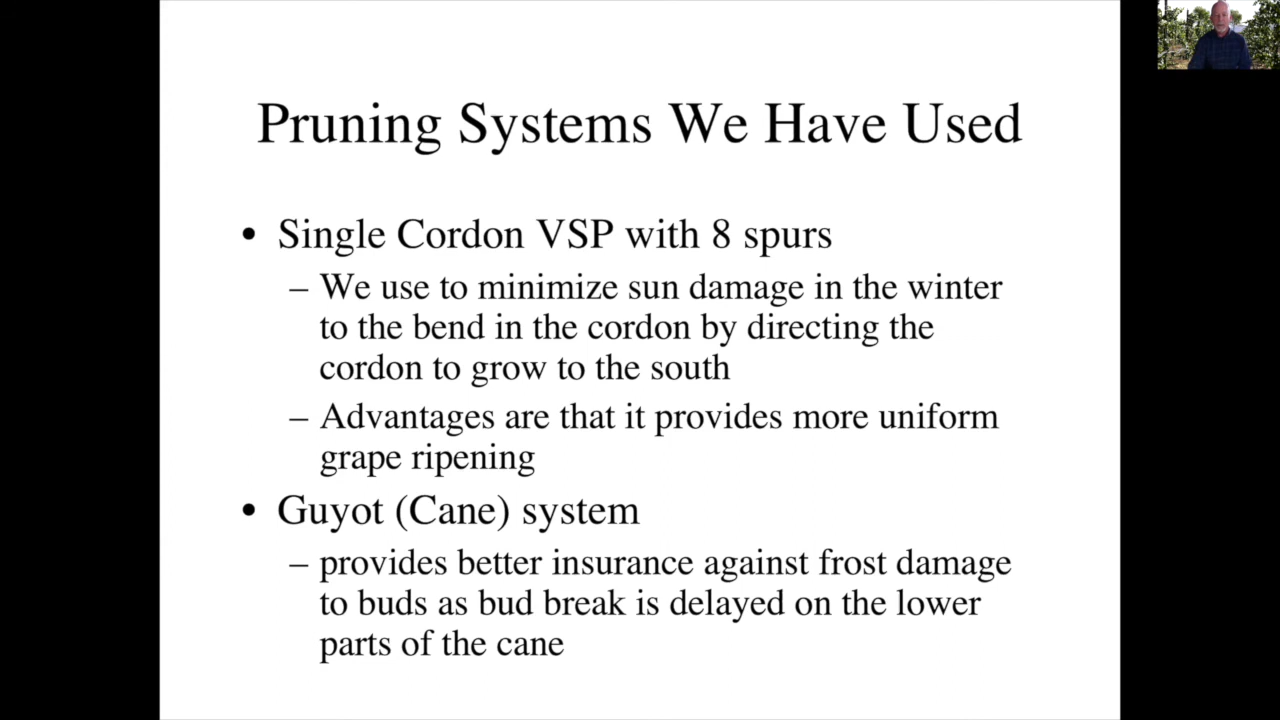 Pruning Systems We Have Used
• Single Cordon VSP with 8 spurs
– We use to minimize sun damage in the winter
to the bend in the cordon by directing the
cordon to grow to the south
– Advantages are that it provides more uniform
grape ripening
• Guyot (Cane) system
– provides better insurance against frost damage
to buds as bud break is delayed on the lower
parts of the cane